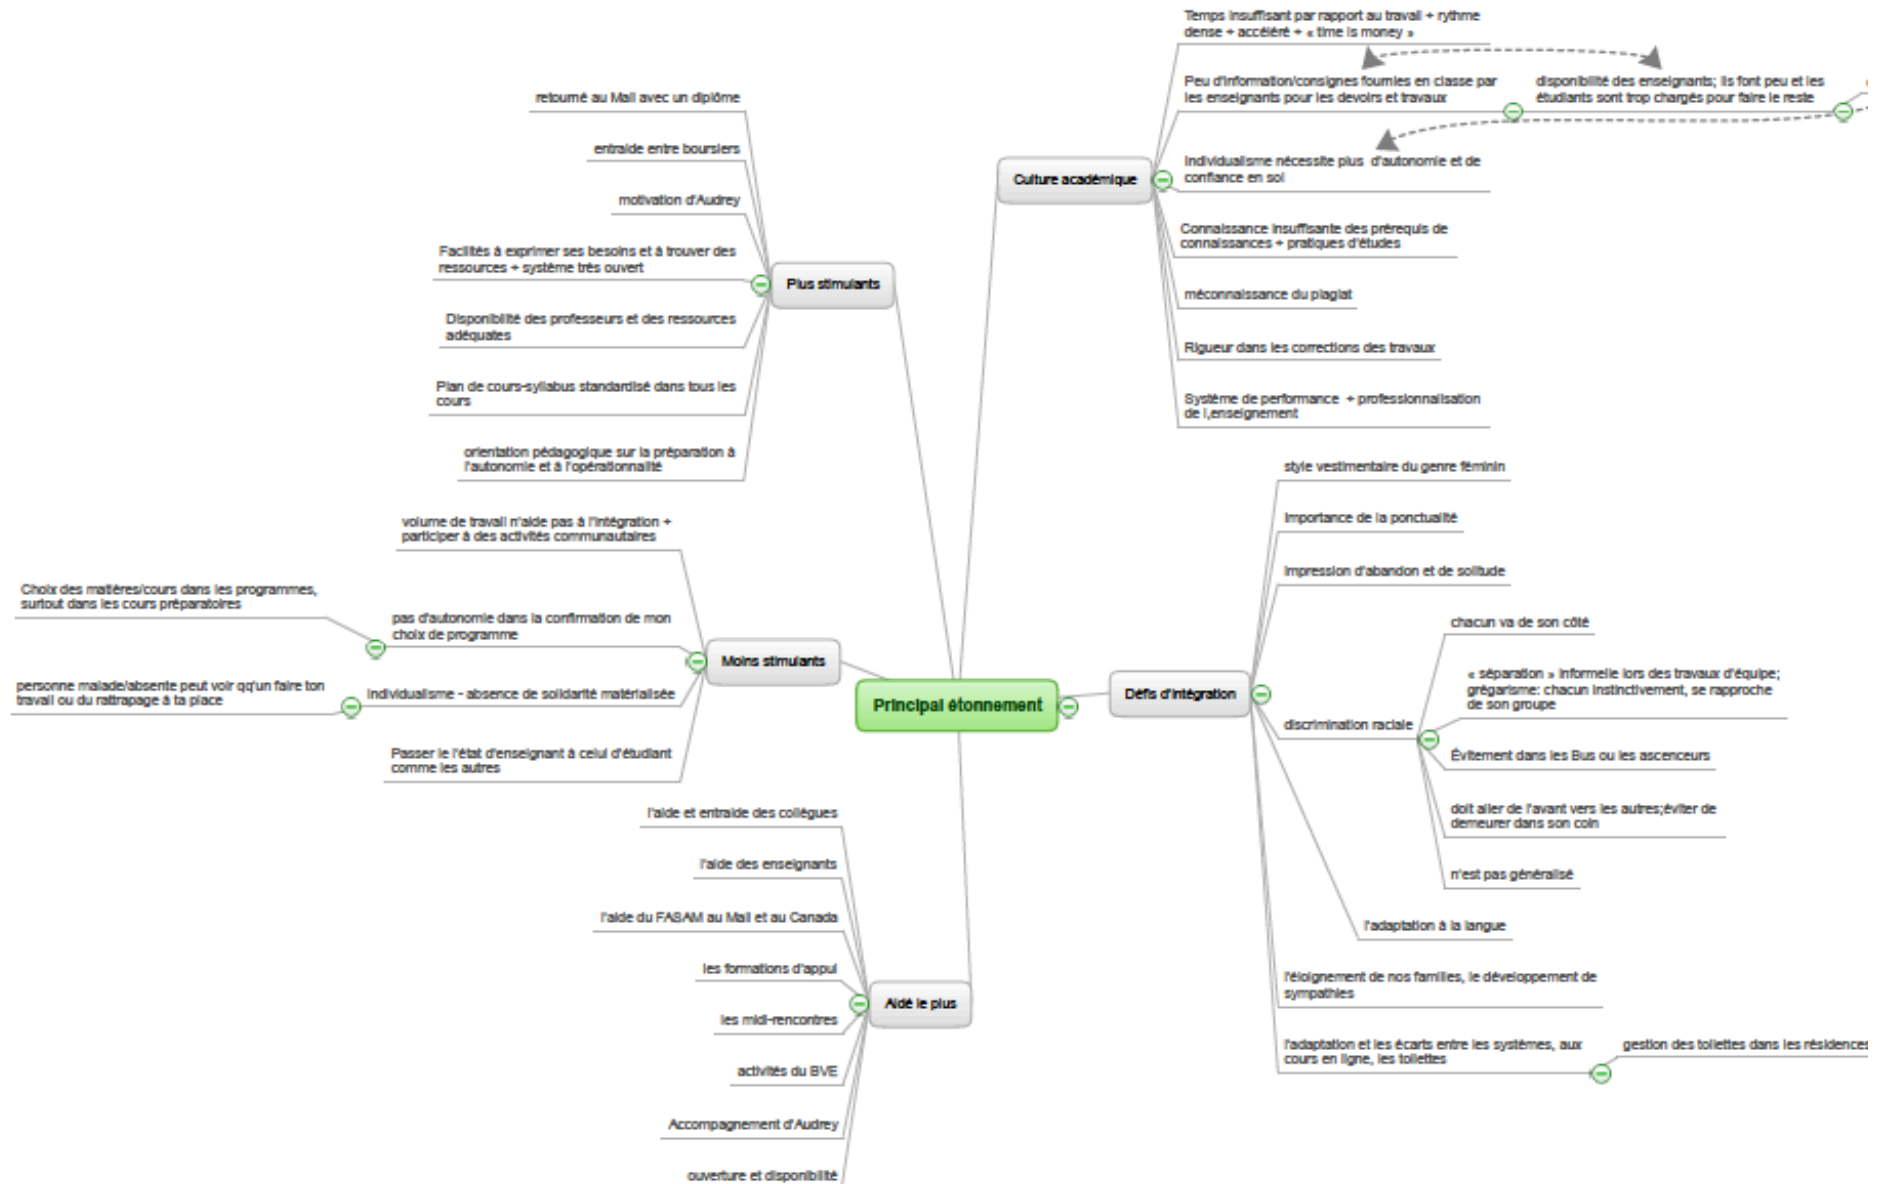 Principal étonnement
Culture académique
Temps insuffisant par rapport au travail + rythme
dense + accéléré + « time is money »
Peu d'information/consignes fournies en classe par
les enseignants pour les devoirs et travaux
disponibilité des enseignants; ils font peu et les
étudiants sont trop chargés pour faire le reste
Individualisme nécessite plus  d'autonomie et de
confiance en soi
Connaissance insuffisante des prérequis de
connaissances + pratiques d'études
méconnaissance du plagiat
Rigueur dans les corrections des travaux
Système de performance  + professionnalisation
de l,enseignement
Défis d'intégration
style vestimentaire du genre féminin
Importance de la ponctualité
Impression d'abandon et de solitude
discrimination raciale
chacun va de son côté
« séparation » informelle lors des travaux d'équipe;
grégarisme: chacun instinctivement, se rapproche
de son groupe
Évitement dans les Bus ou les ascenceurs
doit aller de l'avant vers les autres;éviter de
demeurer dans son coin
n'est pas généralisé
l'adaptation à la langue
l'éloignement de nos familles, le développement de
sympathies
l'adaptation et les écarts entre les systèmes, aux
cours en ligne, les toilettes
gestion des toilettes dans les résidences
Plus stimulants
retourné au Mali avec un diplôme
entraide entre boursiers
motivation d'Audrey
Facilités à exprimer ses besoins et à trouver des
ressources + système très ouvert
Disponibilité des professeurs et des ressources
adéquates
Plan de cours-syllabus standardisé dans tous les
cours
orientation pédagogique sur la préparation à
l'autonomie et à l'opérationnalité
Moins stimulants
volume de travail n'aide pas à l'intégration +
participer à des activités communautaires
pas d'autonomie dans la confirmation de mon
choix de programme
Choix des matières/cours dans les programmes,
surtout dans les cours préparatoires
Individualisme - absence de solidarité matérialisée
personne malade/absente peut voir qq'un faire ton
travail ou du rattrapage à ta place
Passer le l'état d'enseignant à celui d'étudiant
comme les autres
Aidé le plus
l'aide et entraide des collègues
l'aide des enseignants
l'aide du FASAM au Mali et au Canada
les formations d'appui
les midi-rencontres
activités du BVE
Accompagnement d'Audrey
ouverture et disponibilité